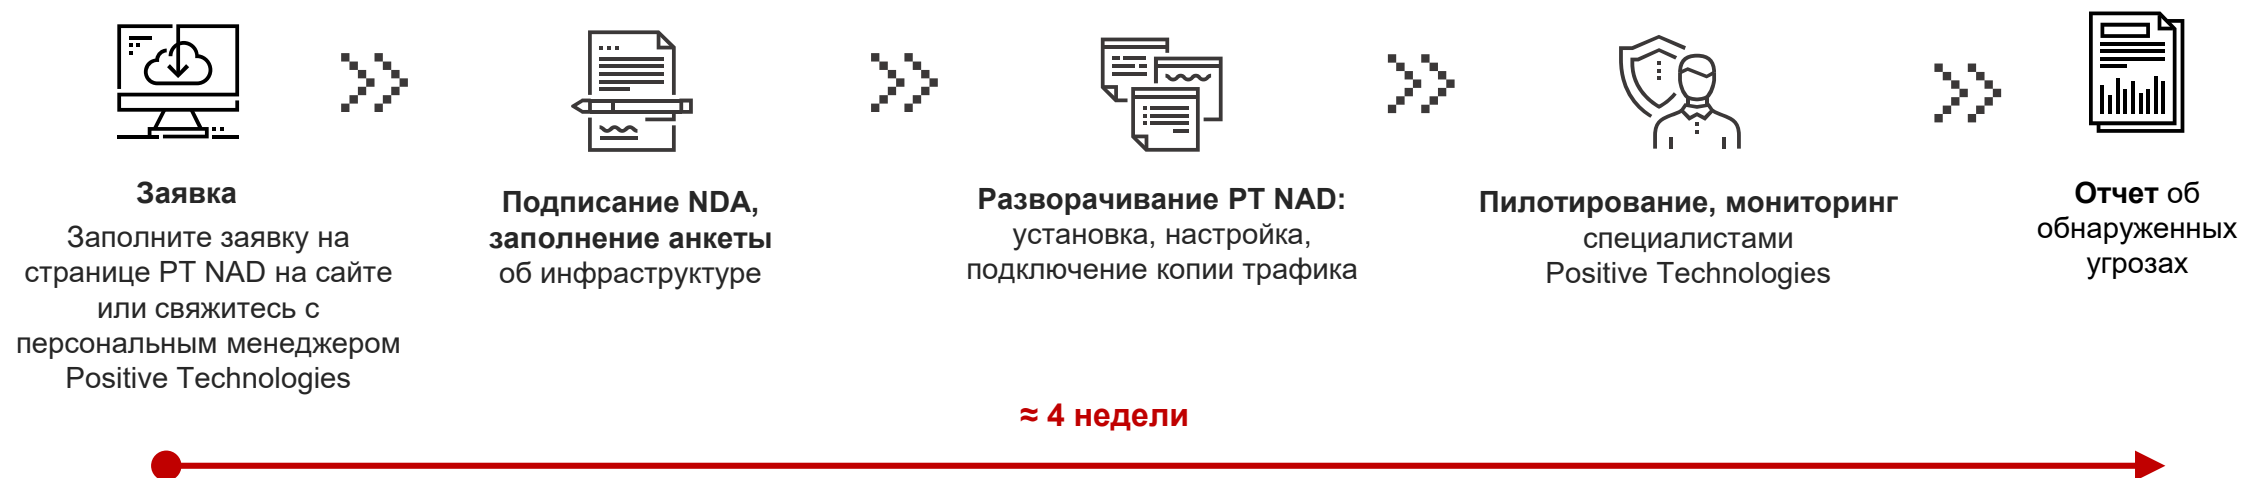 Заявка
Заполните заявку на
странице PT NAD на сайте
или свяжитесь с
персональным менеджером
Positive Technologies
Подписание NDA,
заполнение анкеты
об инфраструктуре
Разворачивание PT NAD:
установка, настройка,
подключение копии трафика
Пилотирование, мониторинг
специалистами
Positive Technologies
Отчет об
обнаруженных
угрозах
≈ 4 недели